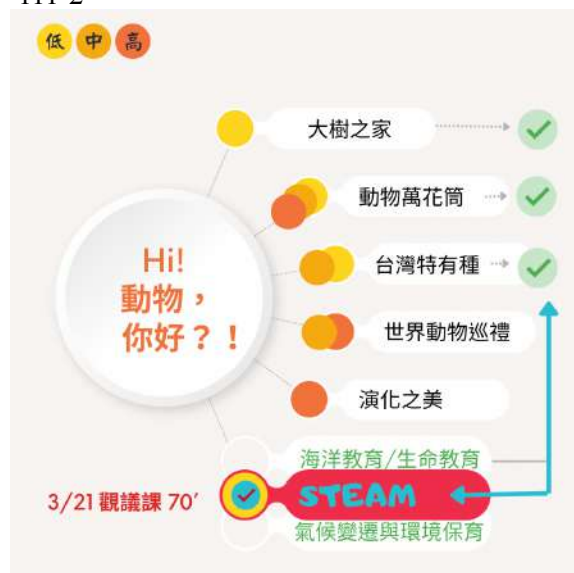 低 中 高
大樹之家
動物萬花筒
台灣特有種
世界動物巡禮
演化之美
Hi!
動物，
你好？！
海洋教育/生命教育
3/21 觀議課 70’
STEAM
氣候變遷與環境保育